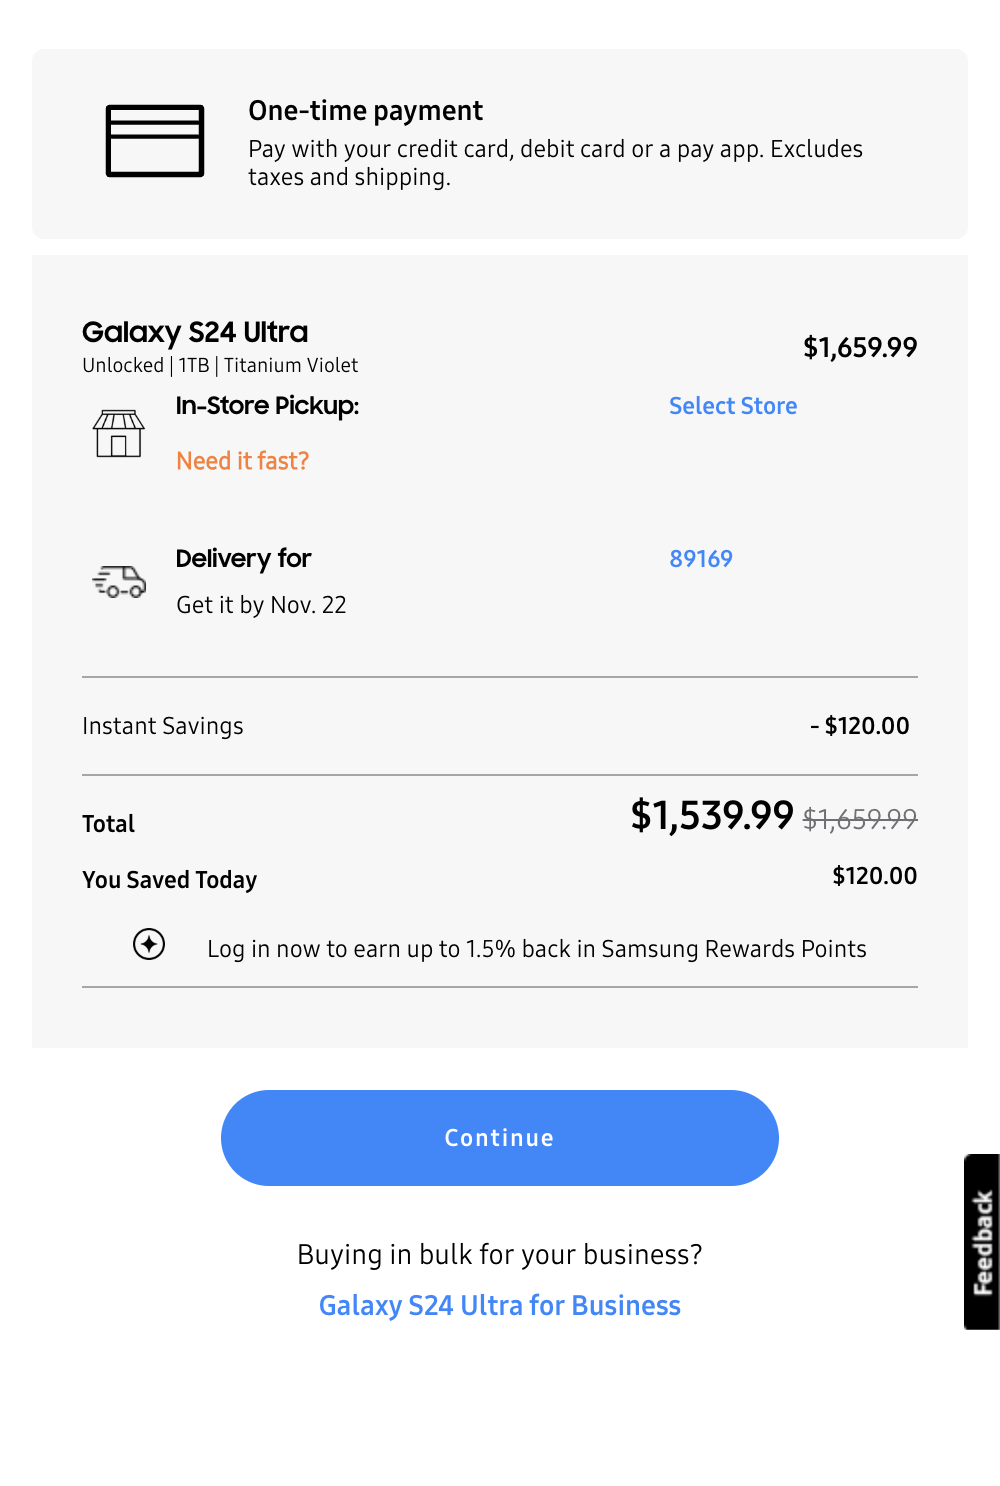 One-time payment
Pay with your credit card, debit card or a pay app. Excludes
taxes and shipping.
Galaxy S24 Ultra
$1,659.99
Unlocked | 1TB | Titanium Violet
In-Store Pickup:
Select Store
Need it fast?
Delivery for
89169
Get it by Nov. 22
Instant Savings
- $120.00
Total
$1,539.99 $1,659.99
You Saved Today
$120.00
Log in now to earn up to 1.5% back in Samsung Rewards Points
Continue
Feedback
Buying in bulk for your business?
Galaxy S24 Ultra for Business